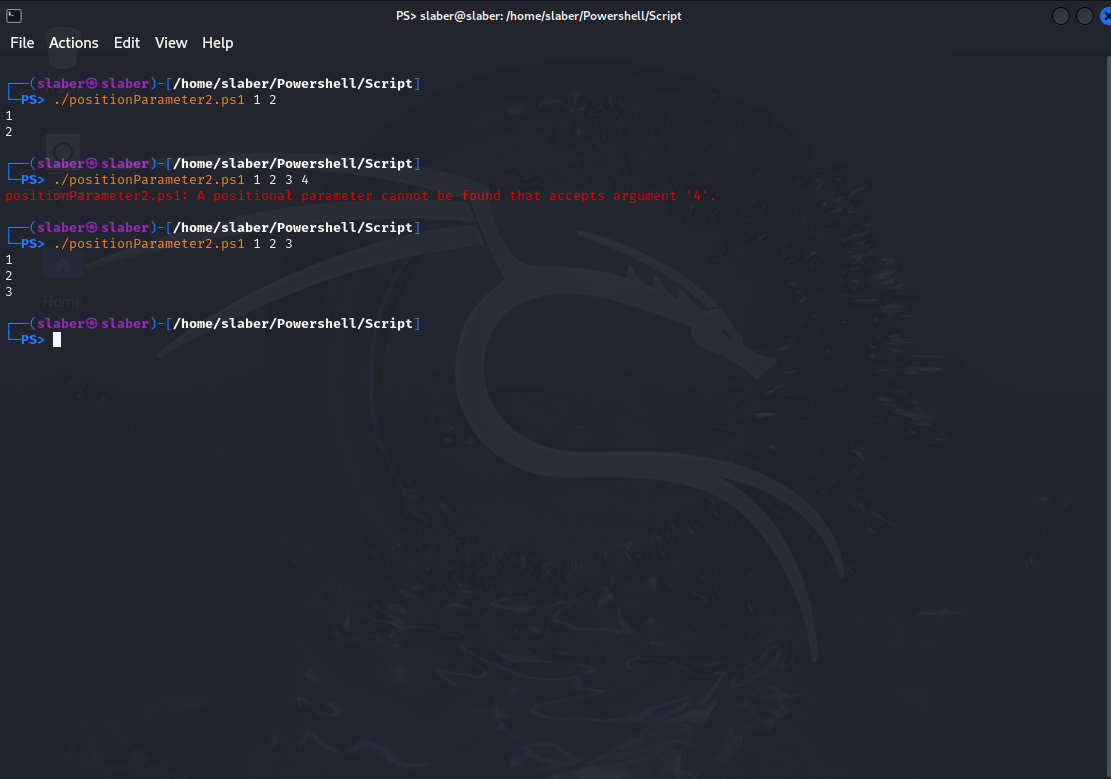 PS> slaber@slaber: /home/slaber/Powershell/Script
File Actions Edit View Help
┌──(slaber㉿slaber)-[/home/slaber/Powershell/Script]
└─PS> ./positionParameter2.ps1 1 2
1
2
┌──(slaber㉿slaber)-[/home/slaber/Powershell/Script]
└─PS> ./positionParameter2.ps1 1 2 3 4
positionParameter2.ps1: A positional parameter cannot be found that accepts argument '4'.
┌──(slaber㉿slaber)-[/home/slaber/Powershell/Script]
└─PS> ./positionParameter2.ps1 1 2 3
1
2
3
Home
┌──(slaber㉿slaber)-[/home/slaber/Powershell/Script]
└─PS>